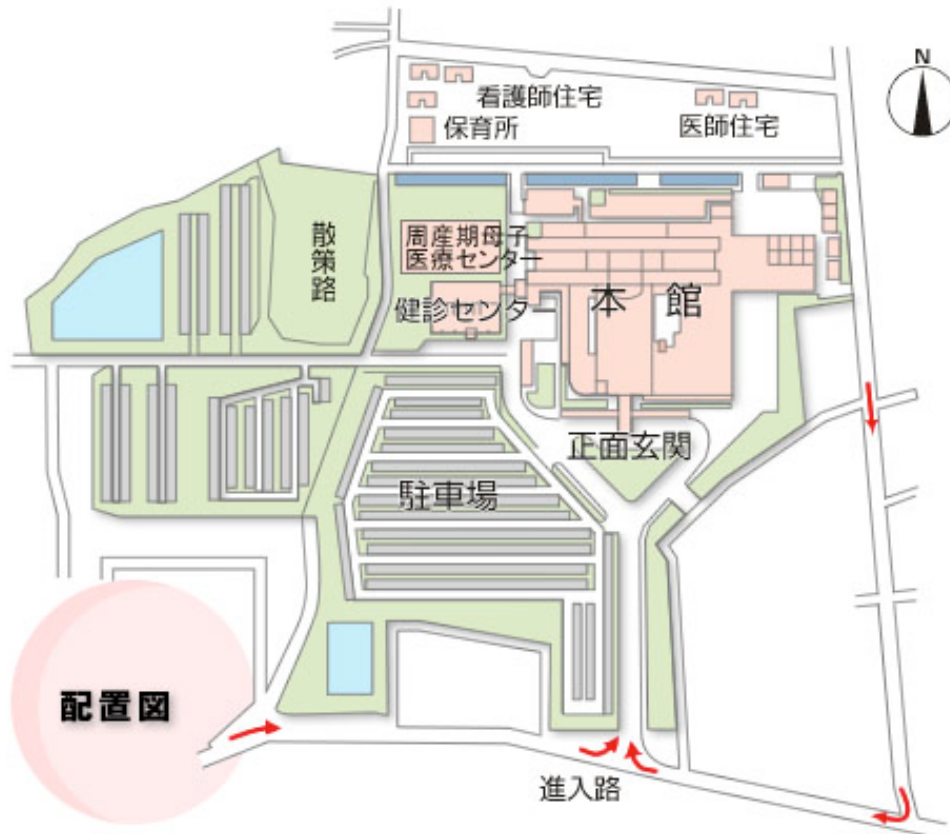 N
看護師住宅
保育所
医師住宅
散策路
周産期母子
医療センター
健診センター
本館
正面玄関
駐車場
配置図
進入路